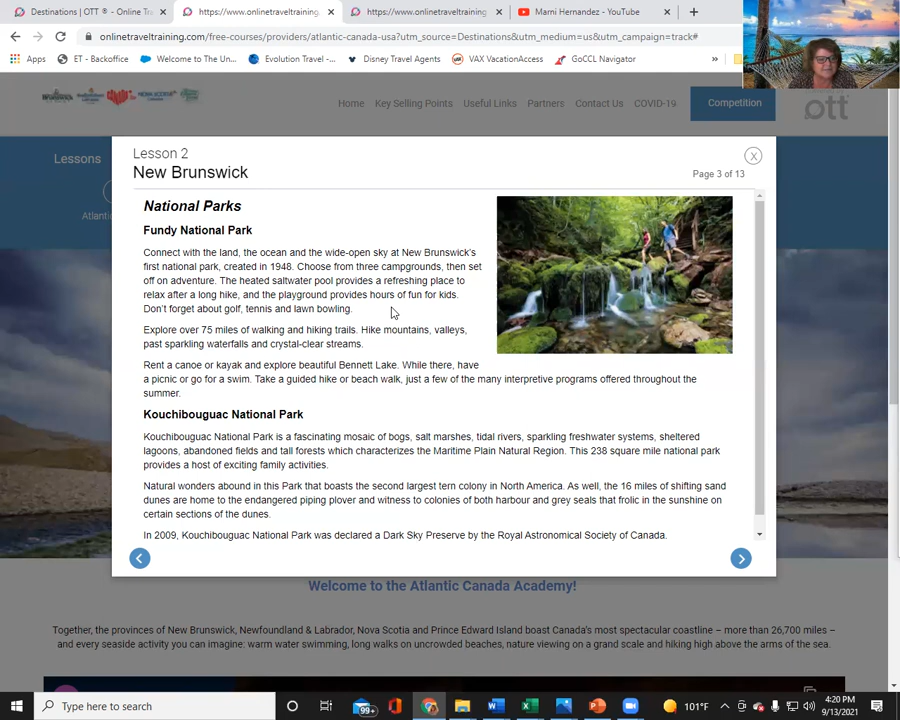 Destinations | OTT ® - Online Tra
https://www.onlinetraveltraining.
https://www.onlinetraveltraining.
Marni Hernandez - YouTube
onlinetraveltraining.com/free-courses/providers/atlantic-canada-usa?utm_source=Destinations&utm_medium=us&utm_campaign=track#
Apps
ET - Backoffice
Welcome to The Un...
Evolution Travel -...
Disney Travel Agents
VAX VacationAccess
GoCCL Navigator
»
Home
Key Selling Points
Useful Links
Partners
Contact Us
COVID-19
Competition
ott
Lessons
Atlanti
Lesson 2
New Brunswick
X
Page 3 of 13
National Parks
Fundy National Park
Connect with the land, the ocean and the wide-open sky at New Brunswick's
first national park, created in 1948. Choose from three campgrounds, then set
off on adventure. The heated saltwater pool provides a refreshing place to
relax after a long hike, and the playground provides hours of fun for kids.
Don't forget about golf, tennis and lawn bowling.
Explore over 75 miles of walking and hiking trails. Hike mountains, valleys,
past sparkling waterfalls and crystal-clear streams.
Rent a canoe or kayak and explore beautiful Bennett Lake. While there, have
a picnic or go for a swim. Take a guided hike or beach walk, just a few of the many interpretive programs offered throughout the
summer.
Kouchibouguac National Park
Kouchibouguac National Park is a fascinating mosaic of bogs, salt marshes, tidal rivers, sparkling freshwater systems, sheltered
lagoons, abandoned fields and tall forests which characterizes the Maritime Plain Natural Region. This 238 square mile national park
provides a host of exciting family activities.
Natural wonders abound in this Park that boasts the second largest tern colony in North America. As well, the 16 miles of shifting sand
dunes are home to the endangered piping plover and witness to colonies of both harbour and grey seals that frolic in the sunshine on
certain sections of the dunes.
In 2009, Kouchibouguac National Park was declared a Dark Sky Preserve by the Royal Astronomical Society of Canada.
Welcome to the Atlantic Canada Academy!
Together, the provinces of New Brunswick, Newfoundland & Labrador, Nova Scotia and Prince Edward Island boast Canada's most spectacular coastline – more than 26,700 miles –
and every seaside activity you can imagine: warm water swimming, long walks on uncrowded beaches, nature viewing on a grand scale and hiking high above the arms of the sea.
Type here to search
99+
101°F
4:20 PM
9/13/2021